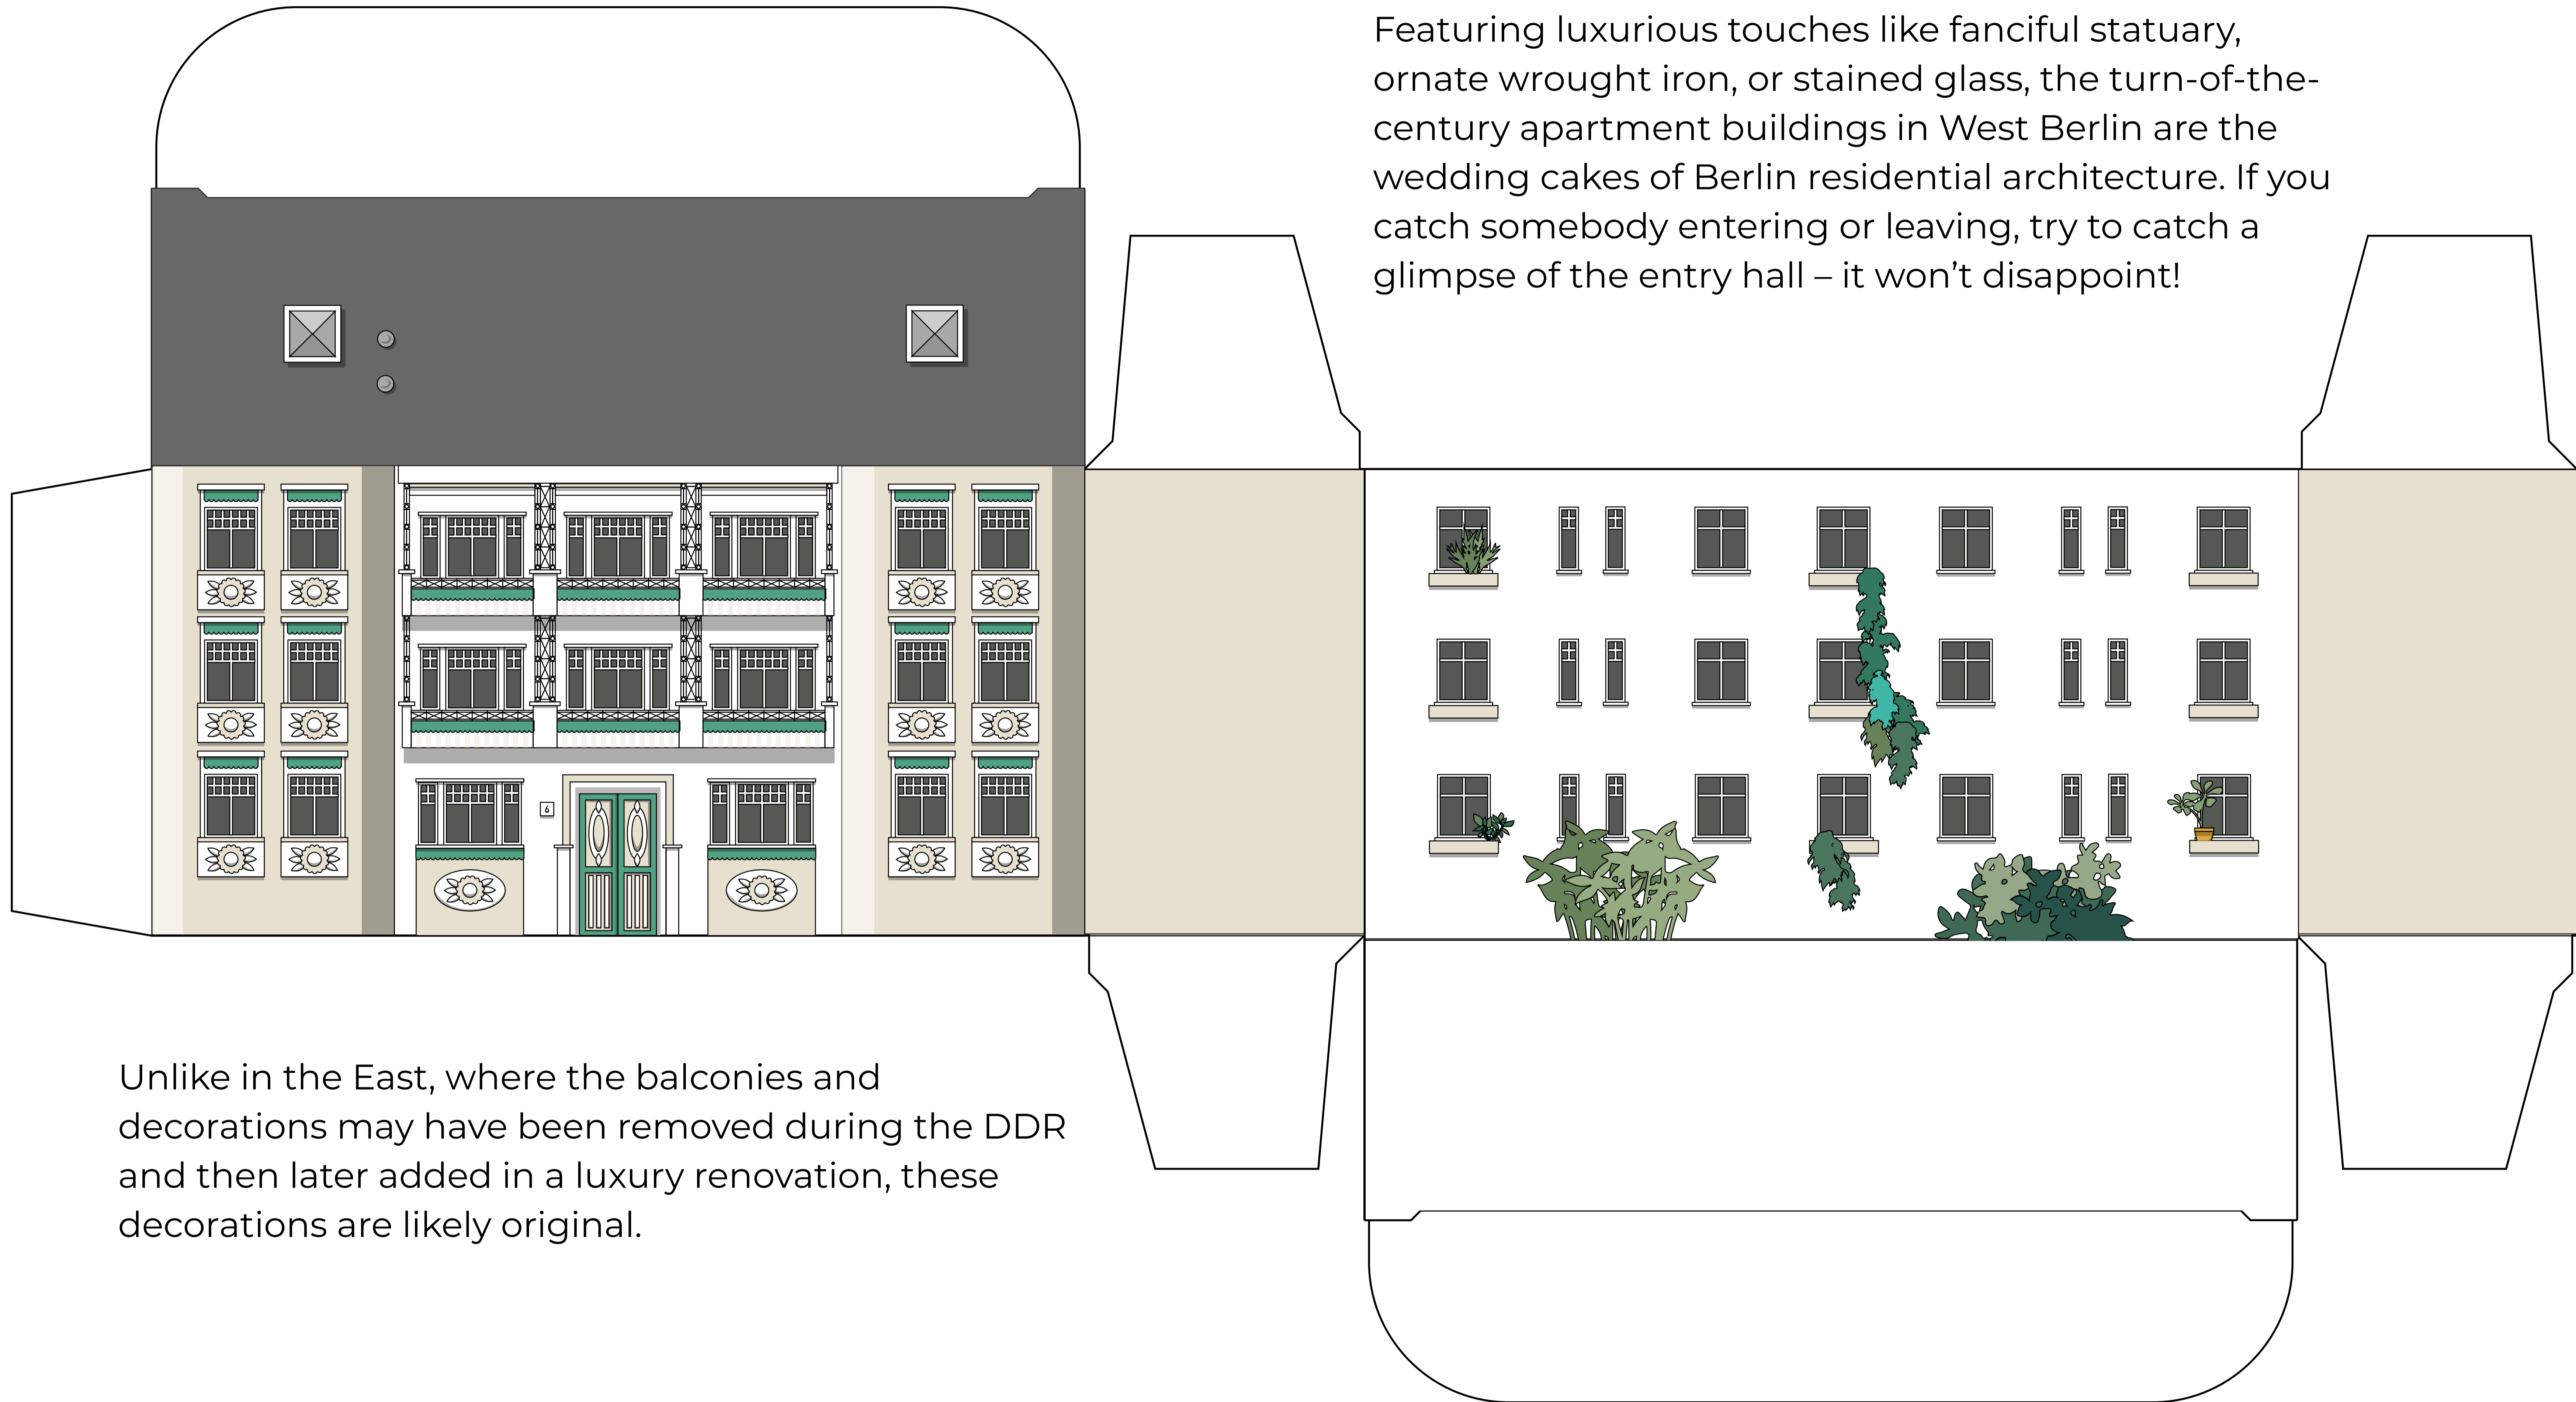 Featuring luxurious touches like fanciful statuary,
ornate wrought iron, or stained glass, the turn-of-the-
century apartment buildings in West Berlin are the
wedding cakes of Berlin residential architecture. If you
catch somebody entering or leaving, try to catch a
glimpse of the entry hall – it won’t disappoint!
6
Unlike in the East, where the balconies and
decorations may have been removed during the DDR
and then later added in a luxury renovation, these
decorations are likely original.